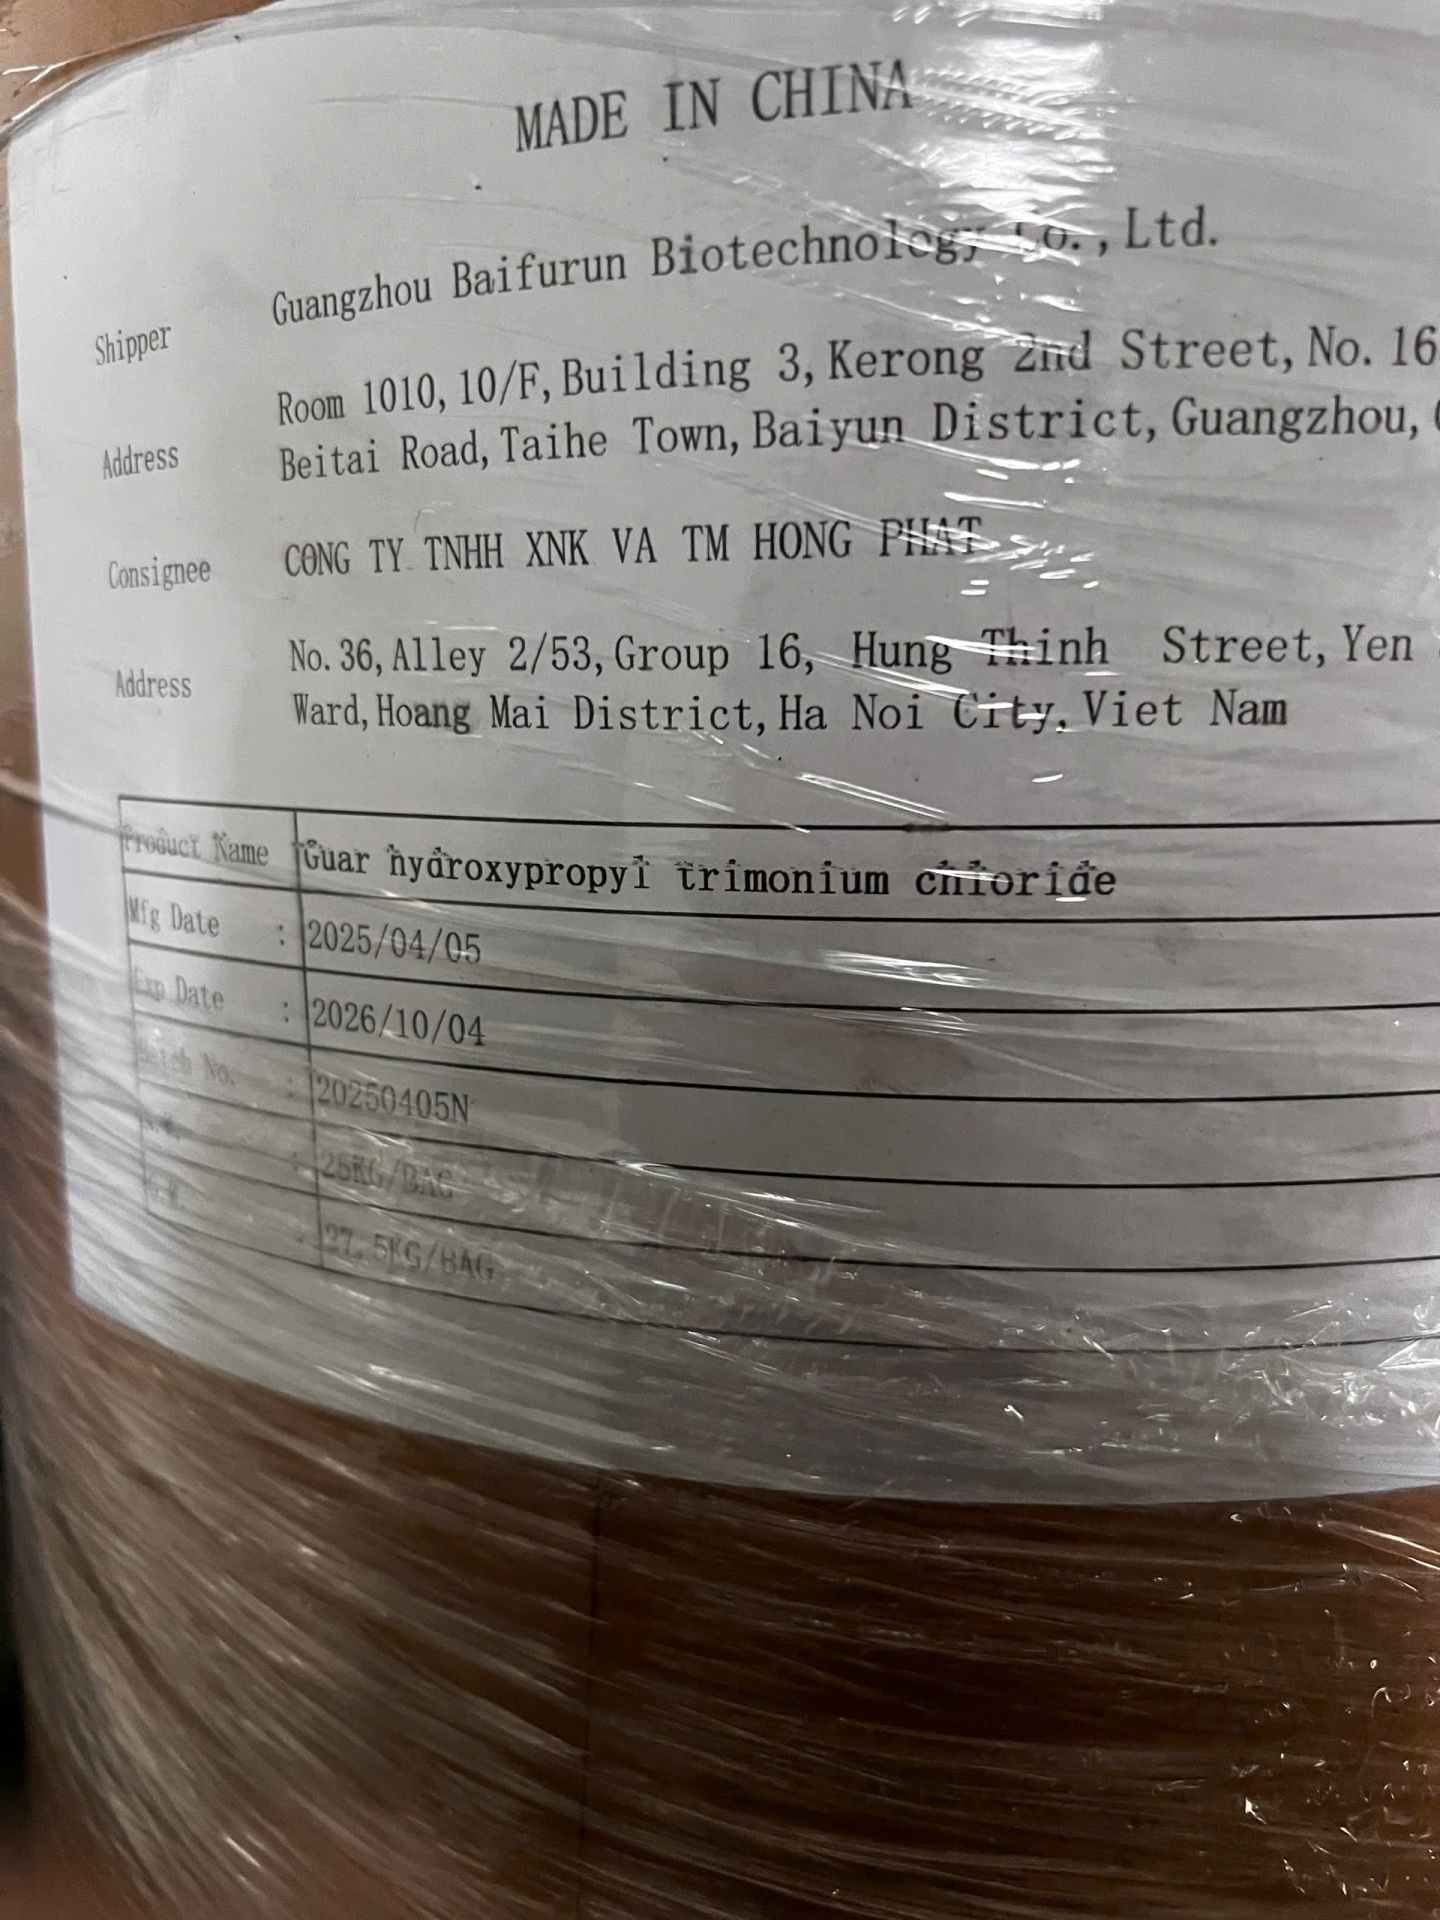 MADE IN CHINA
Shipper Guangzhou Baifurun Biotechnology Co., Ltd.
Address Room 1010, 10/F, Building 3, Kerong 2nd Street, No. 16
Beitai Road, Taihe Town, Baiyun District, Guangzhou,
Consignee CONG TY TNHH XNK VA TM HONG PHAT
Address No. 36, Alley 2/53, Group 16, Hung Thinh Street, Yen
Ward, Hoang Mai District, Ha Noi City, Viet Nam
Product Name Guar hydroxypropyl trimonium chloride
Mfg Date : 2025/04/05
Exp Date : 2026/10/04
Batch No. : 20250405N
: 25KG/BAG
G.W. : 27.5KG/BAG